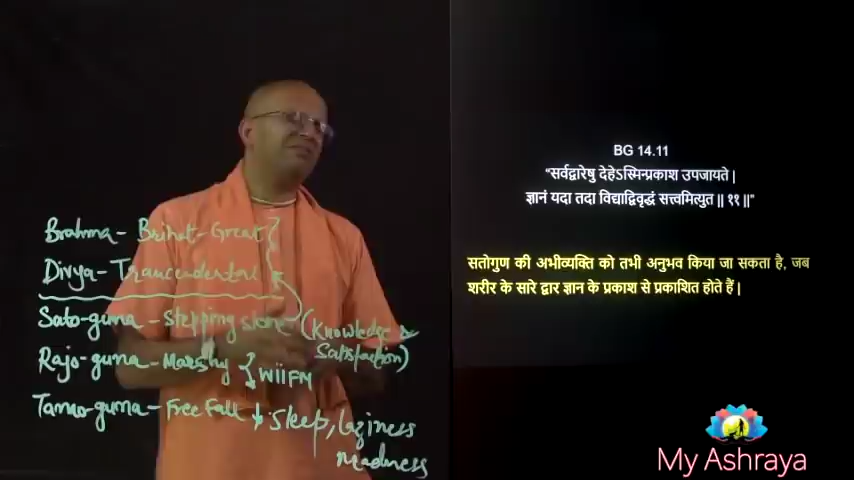 Brahma - Brihat - Great
Divya - Trancendental
Sato-guna - Stepping stone - (Knowledge &
Satisfaction)
Rajo-guna - Marshy } WIIFM
Tamo-guna - Free Fall ↓ Sleep, laziness
madness
BG 14.11
“सर्वद्वारेषु देहेऽस्मिन्प्रकाश उपजायते |
ज्ञानं यदा तदा विद्याद्विवृद्धं सत्त्वमित्युत || ११ ||”
सतोगुण की अभीव्यक्ति को तभी अनुभव किया जा सकता है, जब
शरीर के सारे द्वार ज्ञान के प्रकाश से प्रकाशित होते हैं |
My Ashraya